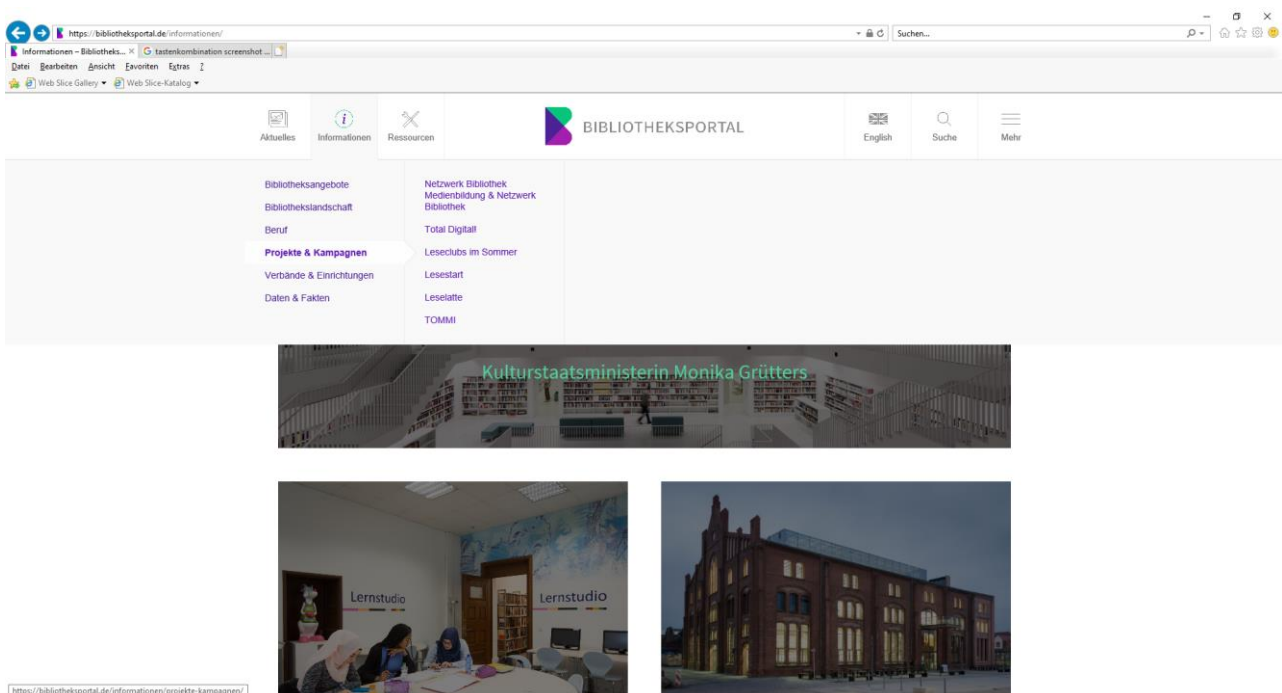 https://bibliotheksportal.de/informationen/
Suchen...
Informationen – Bibliotheks...
tastenkombination screenshot ...
Datei Bearbeiten Ansicht Favoriten Extras ?
Web Slice Gallery
Web Slice-Katalog
Aktuelles
Informationen
Ressourcen
BIBLIOTHEKSPORTAL
English
Suche
Mehr
Bibliotheksangebote
Bibliothekslandschaft
Beruf
Projekte & Kampagnen
Verbände & Einrichtungen
Daten & Fakten
Netzwerk Bibliothek
Medienbildung & Netzwerk
Bibliothek
Total Digital!
Leseclubs im Sommer
Lesestart
Leselatte
TOMMI
Kulturstaatsministerin Monika Grütters
Lernstudio
Lernstudio
https://bibliotheksportal.de/informationen/projekte-kampagnen/